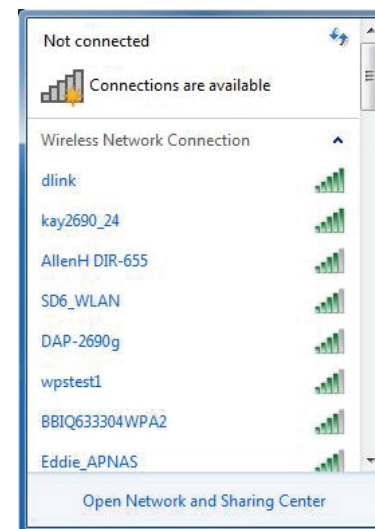 Not connected
Connections are available
Wireless Network Connection
dlink
kay2690_24
AllenH DIR-655
SD6_WLAN
DAP-2690g
wpstest1
BBIQ633304WPA2
Eddie_APNAS
Open Network and Sharing Center